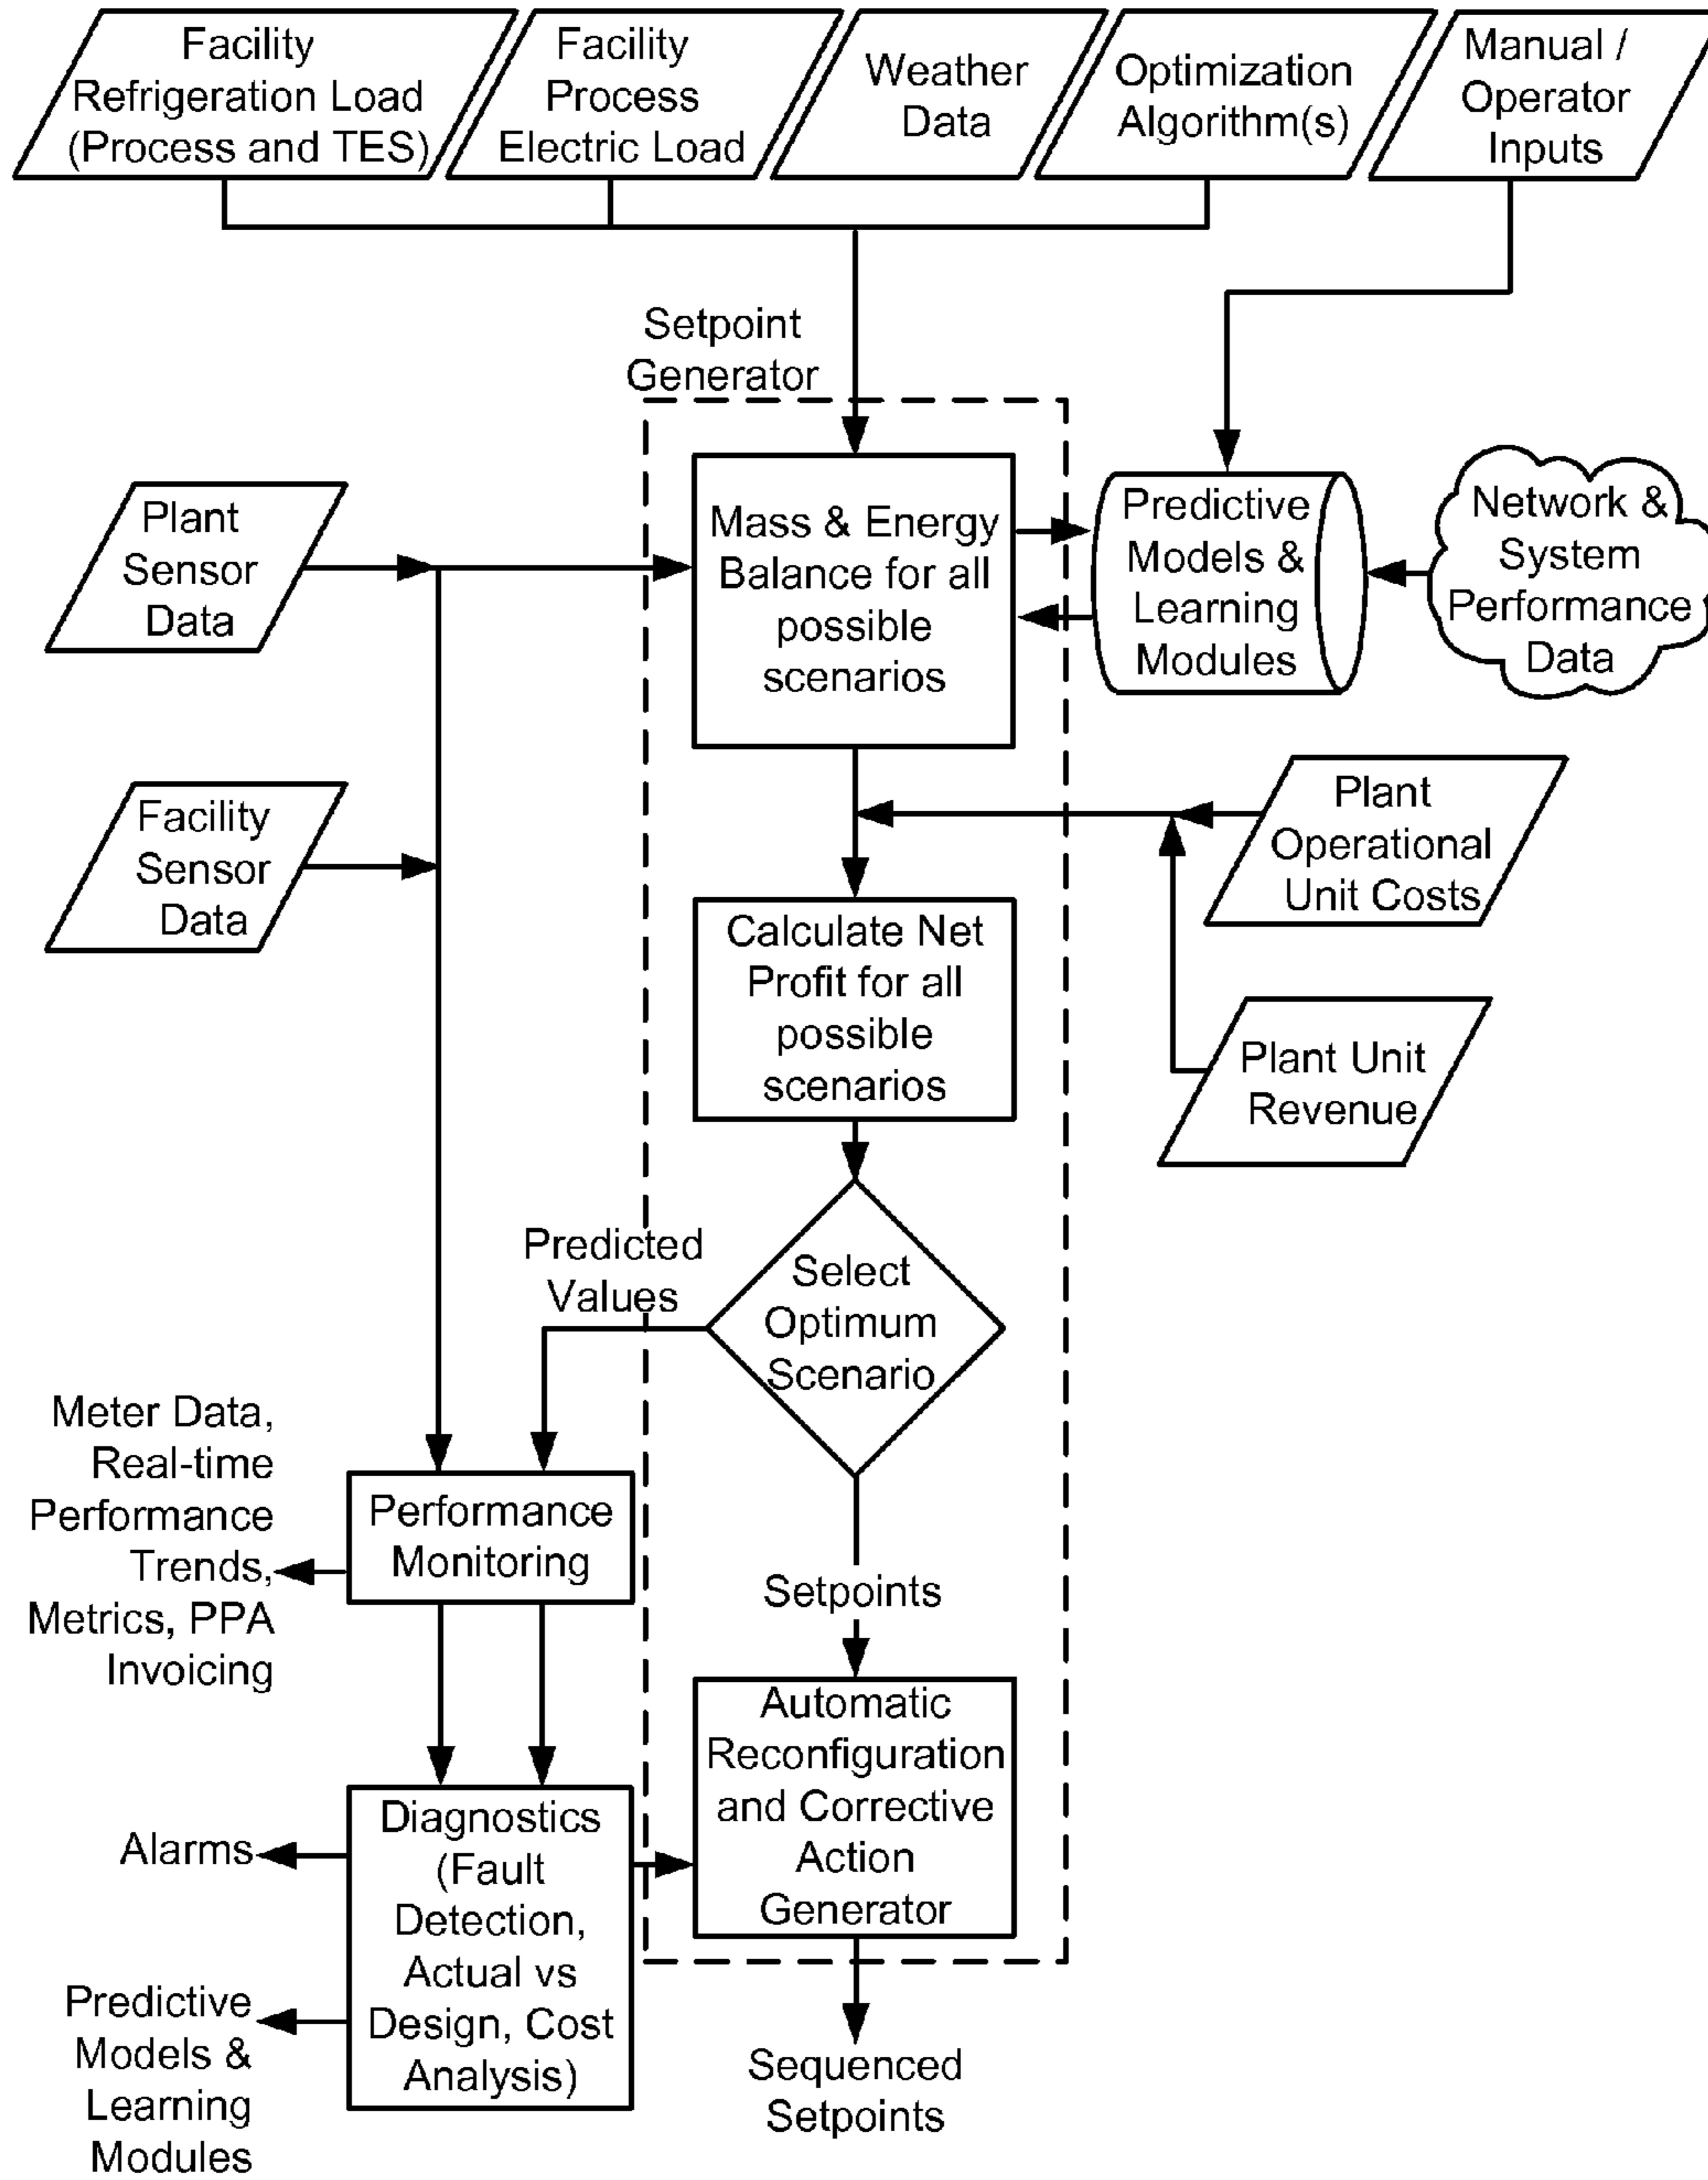 Facility
Refrigeration Load
(Process and TES)
Facility
Process
Electric Load
Weather
Data
Optimization
Algorithm(s)
Manual /
Operator
Inputs
Setpoint
Generator
Plant
Sensor
Data
Mass & Energy
Balance for all
possible
scenarios
Predictive
Models &
Learning
Modules
Network &
System
Performance
Data
Facility
Sensor
Data
Plant
Operational
Unit Costs
Calculate Net
Profit for all
possible
scenarios
Plant Unit
Revenue
Predicted
Values
Select
Optimum
Scenario
Meter Data,
Real-time
Performance
Trends,
Metrics, PPA
Invoicing
Performance
Monitoring
Setpoints
Automatic
Reconfiguration
and Corrective
Action
Generator
Alarms
Diagnostics
(Fault
Detection,
Actual vs
Design, Cost
Analysis)
Predictive
Models &
Learning
Modules
Sequenced
Setpoints